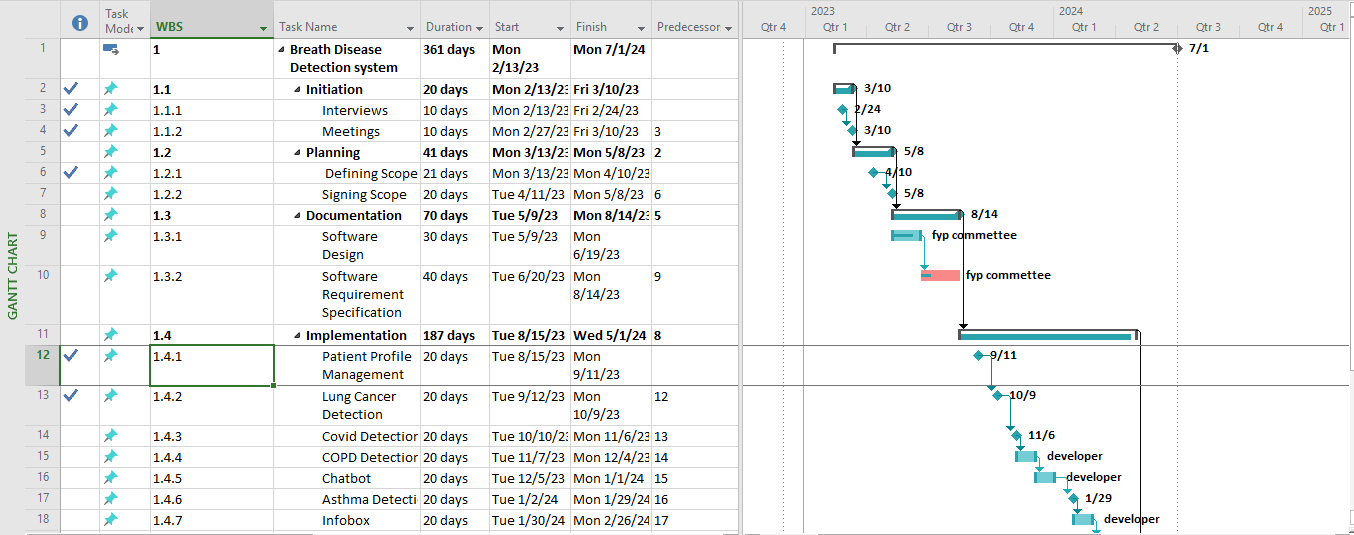 Task Mode WBS Task Name Duration Start Finish Predecessor
2023 2024 2025
Qtr 4 Qtr 1 Qtr 2 Qtr 3 Qtr 4 Qtr 1 Qtr 2 Qtr 3 Qtr 4 Qtr 1
GANTT CHART
1 1 Breath Disease 361 days Mon Mon 7/1/24 7/1
Detection system 2/13/23
2 1.1 Initiation 20 days Mon 2/13/23 Fri 3/10/23 3/10
3 1.1.1 Interviews 10 days Mon 2/13/23 Fri 2/24/23 2/24
4 1.1.2 Meetings 10 days Mon 2/27/23 Fri 3/10/23 3 3/10
5 1.2 Planning 41 days Mon 3/13/23 Mon 5/8/23 2 5/8
6 1.2.1 Defining Scope 21 days Mon 3/13/23 Mon 4/10/23 4/10
7 1.2.2 Signing Scope 20 days Tue 4/11/23 Mon 5/8/23 6 5/8
8 1.3 Documentation 70 days Tue 5/9/23 Mon 8/14/23 5 8/14
9 1.3.1 Software 30 days Tue 5/9/23 Mon fyp commettee
Design 6/19/23
10 1.3.2 Software 40 days Tue 6/20/23 Mon 9 fyp commettee
Requirement 8/14/23
Specification
11 1.4 Implementation 187 days Tue 8/15/23 Wed 5/1/24 8
12 1.4.1 Patient Profile 20 days Tue 8/15/23 Mon 9/11
Management 9/11/23
13 1.4.2 Lung Cancer 20 days Tue 9/12/23 Mon 12 10/9
Detection 10/9/23
14 1.4.3 Covid Detection 20 days Tue 10/10/23 Mon 11/6/23 13 11/6
15 1.4.4 COPD Detection 20 days Tue 11/7/23 Mon 12/4/23 14 developer
16 1.4.5 Chatbot 20 days Tue 12/5/23 Mon 1/1/24 15 developer
17 1.4.6 Asthma Detecti 20 days Tue 1/2/24 Mon 1/29/24 16 1/29
18 1.4.7 Infobox 20 days Tue 1/30/24 Mon 2/26/24 17 developer